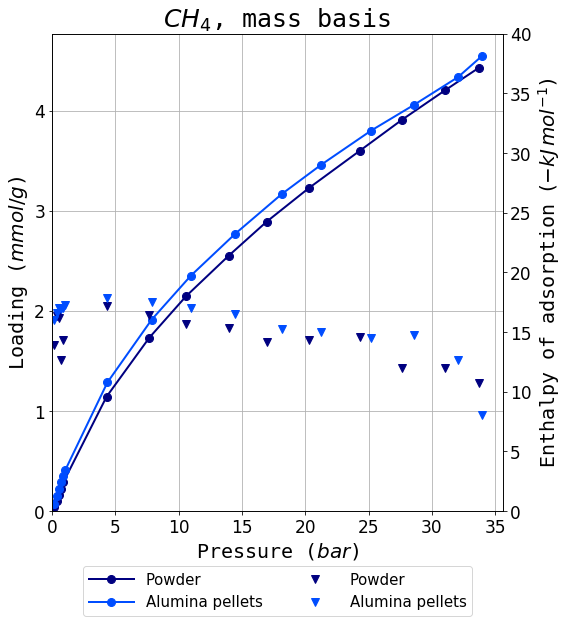 CH₄, mass basis
Loading (mmol/g)
Enthalpy of adsorption (−kJ mol⁻¹)
0
1
2
3
4
0
5
10
15
20
25
30
35
40
0
5
10
15
20
25
30
35
Pressure (bar)
Powder
Alumina pellets
Powder
Alumina pellets